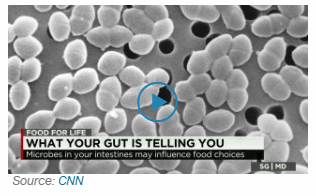 FOOD FOR LIFE
WHAT YOUR GUT IS TELLING YOU
Microbes in your intestines may influence food choices
SG | MD
Source: CNN